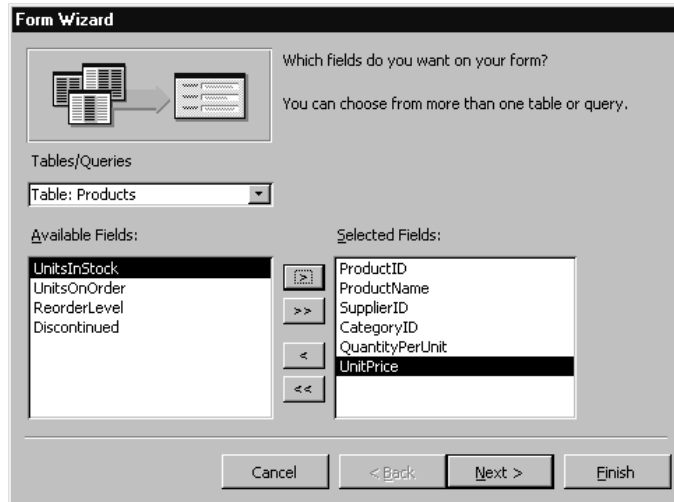 Form Wizard
Which fields do you want on your form?
You can choose from more than one table or query.
Tables/Queries
Table: Products
Available Fields:
UnitsInStock
UnitsOnOrder
ReorderLevel
Discontinued
>
>>
<
<<
Selected Fields:
ProductID
ProductName
SupplierID
CategoryID
QuantityPerUnit
UnitPrice
Cancel
< Back
Next >
Finish